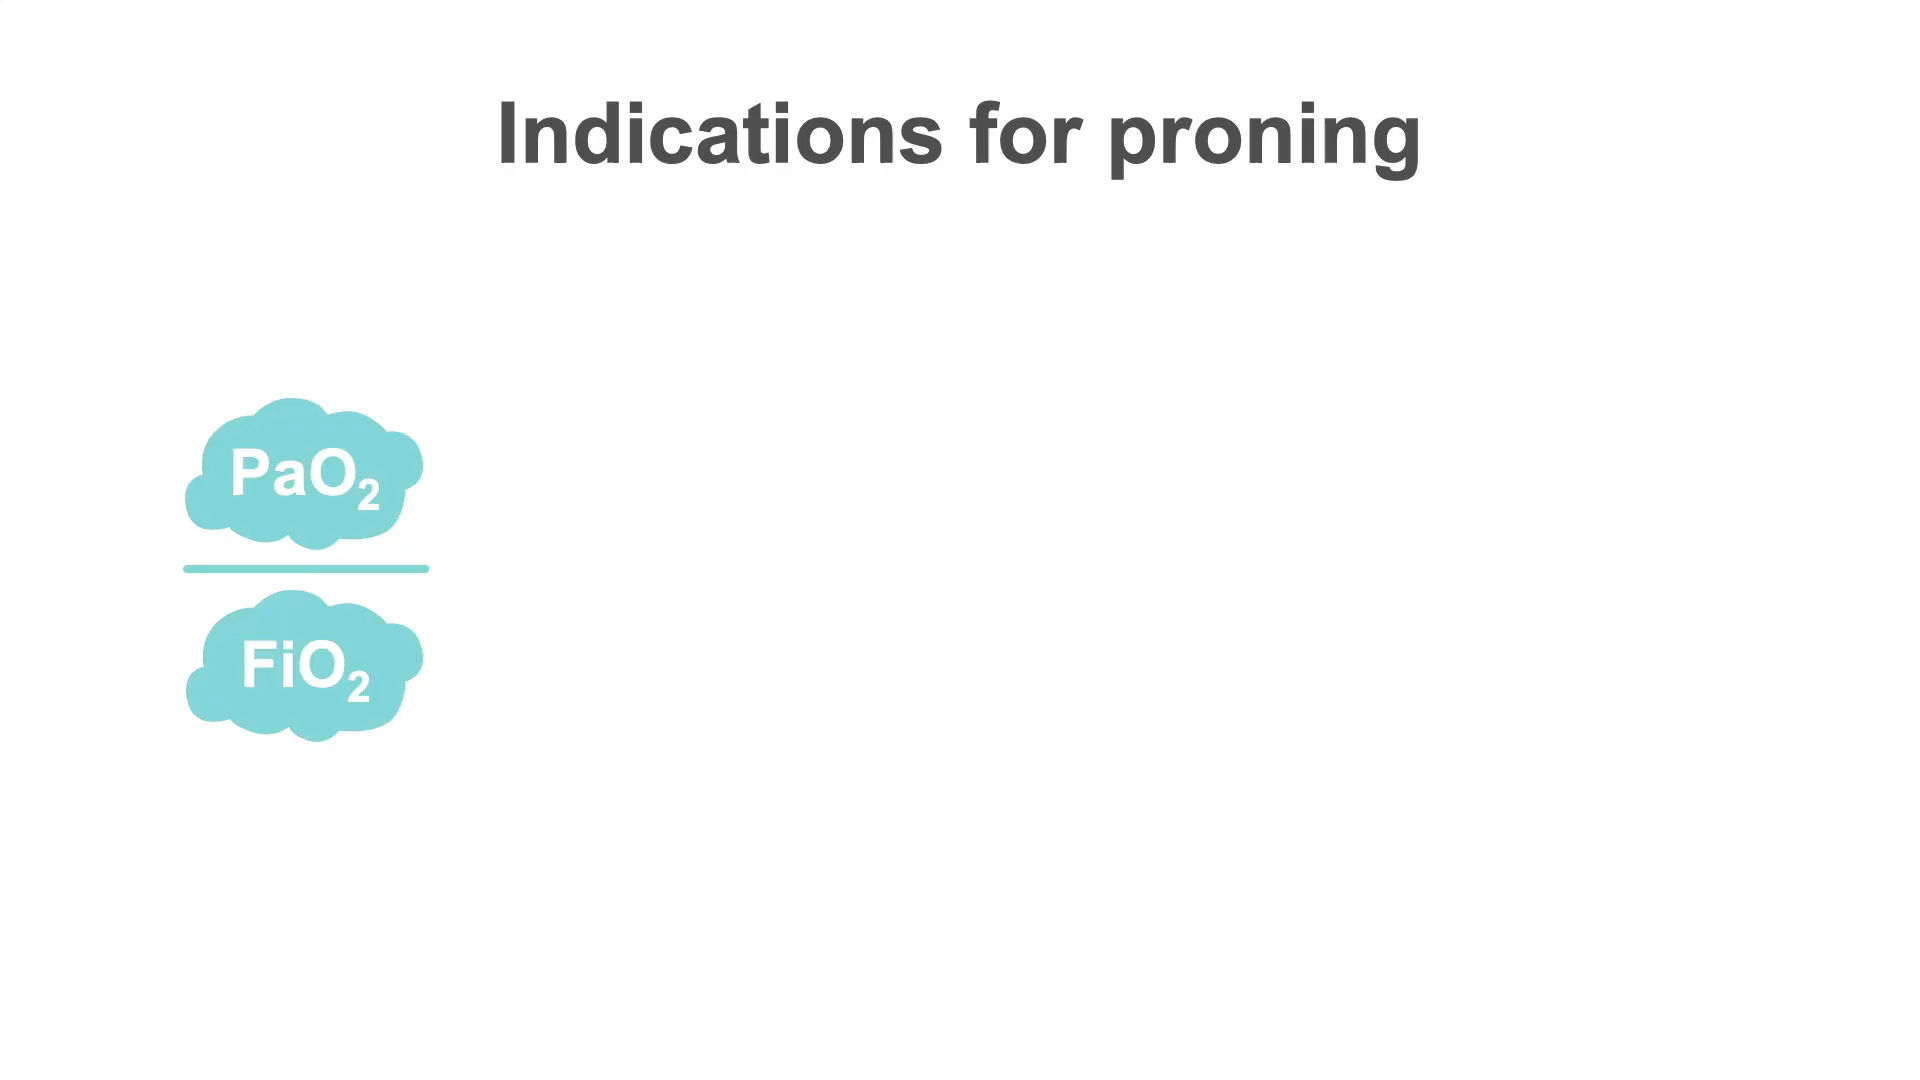 Indications for proning
PaO₂
FiO₂